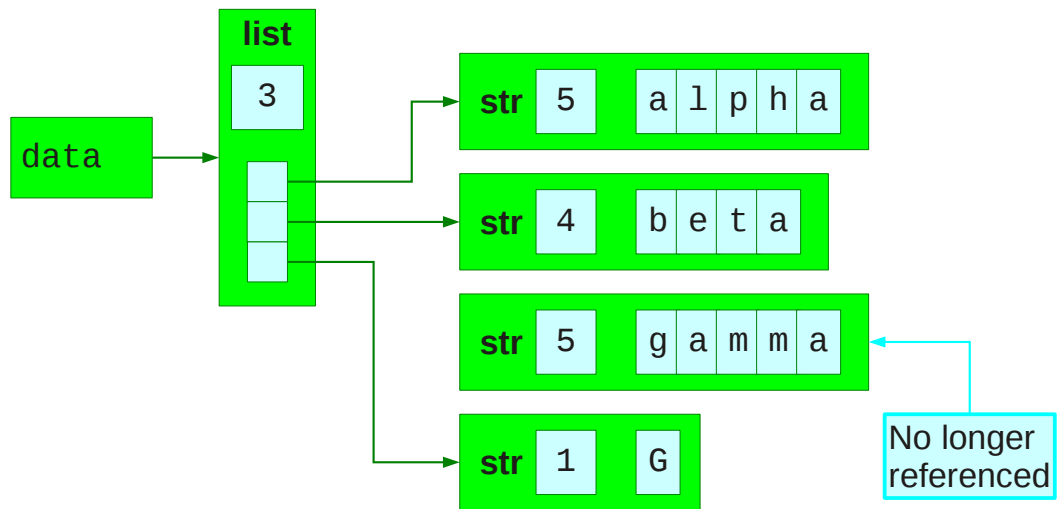 list
3
data
str 5 a l p h a
str 4 b e t a
str 5 g a m m a
No longer
referenced
str 1 G